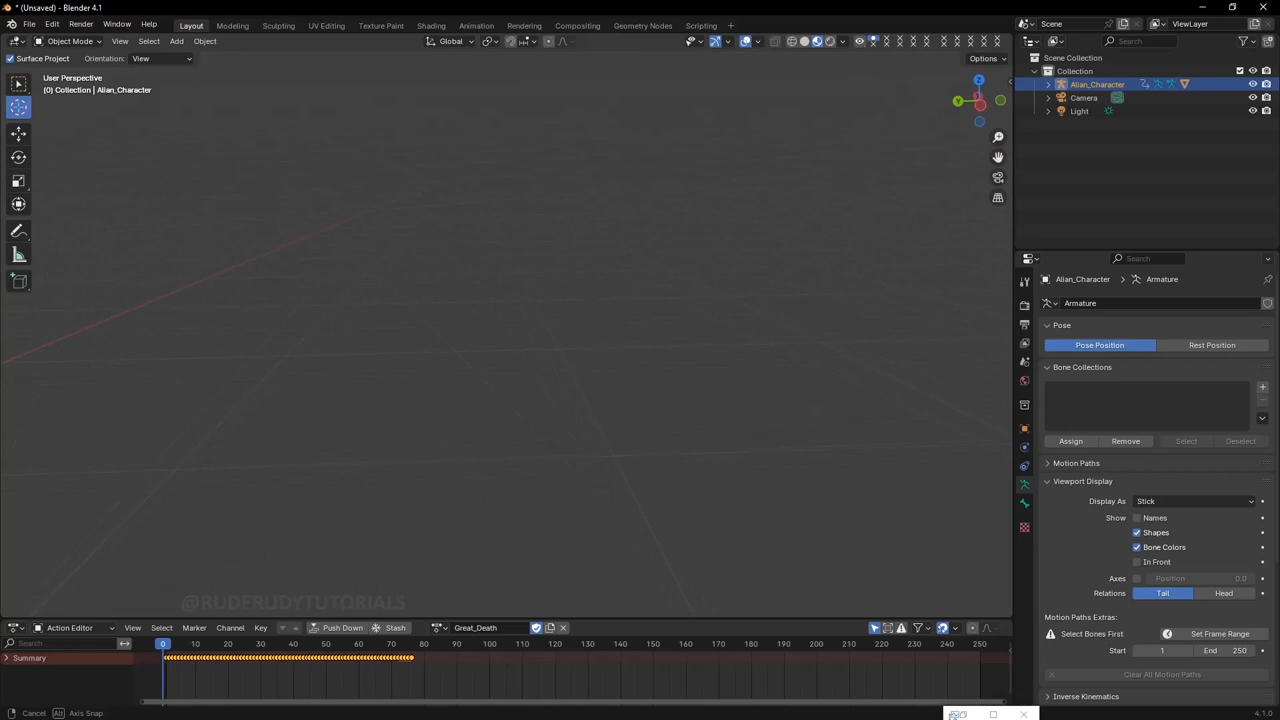 * (Unsaved) - Blender 4.1
File Edit Render Window Help Layout Modeling Sculpting UV Editing Texture Paint Shading Animation Rendering Compositing Geometry Nodes Scripting + Scene ViewLayer
Object Mode View Select Add Object Global Search
Surface Project Orientation: View Options
User Perspective
(0) Collection | Alian_Character
Scene Collection
Collection
Alian_Character
Camera
Light
Search
Alian_Character > Armature
Armature
Pose
Pose Position Rest Position
Bone Collections
Assign Remove Select Deselect
Motion Paths
Viewport Display
Display As Stick
Show Names
Shapes
Bone Colors
In Front
Axes Position 0.0
Relations Tail Head
Motion Paths Extras:
Select Bones First Set Frame Range
Start 1 End 250
Clear All Motion Paths
Inverse Kinematics
@RUDERUDYTUTORIALS
Action Editor View Select Marker Channel Key Push Down Stash Great_Death
Search 0 10 20 30 40 50 60 70 80 90 100 110 120 130 140 150 160 170 180 190 200 210 220 230 240 250
Summary
Cancel Alt Axis Snap 4.1.0